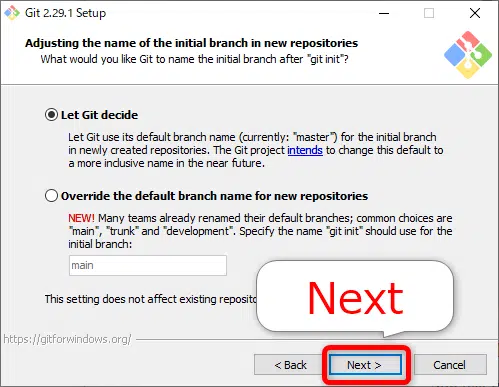 Git 2.29.1 Setup
Adjusting the name of the initial branch in new repositories
What would you like Git to name the initial branch after "git init"?
Let Git decide
Let Git use its default branch name (currently: "master") for the initial branch
in newly created repositories. The Git project intends to change this default to
a more inclusive name in the near future.
Override the default branch name for new repositories
NEW! Many teams already renamed their default branches; common choices are
"main", "trunk" and "development". Specify the name "git init" should use for the
initial branch:
main
This setting does not affect existing
Next
https://gitforwindows.org/
< Back
Next >
Cancel